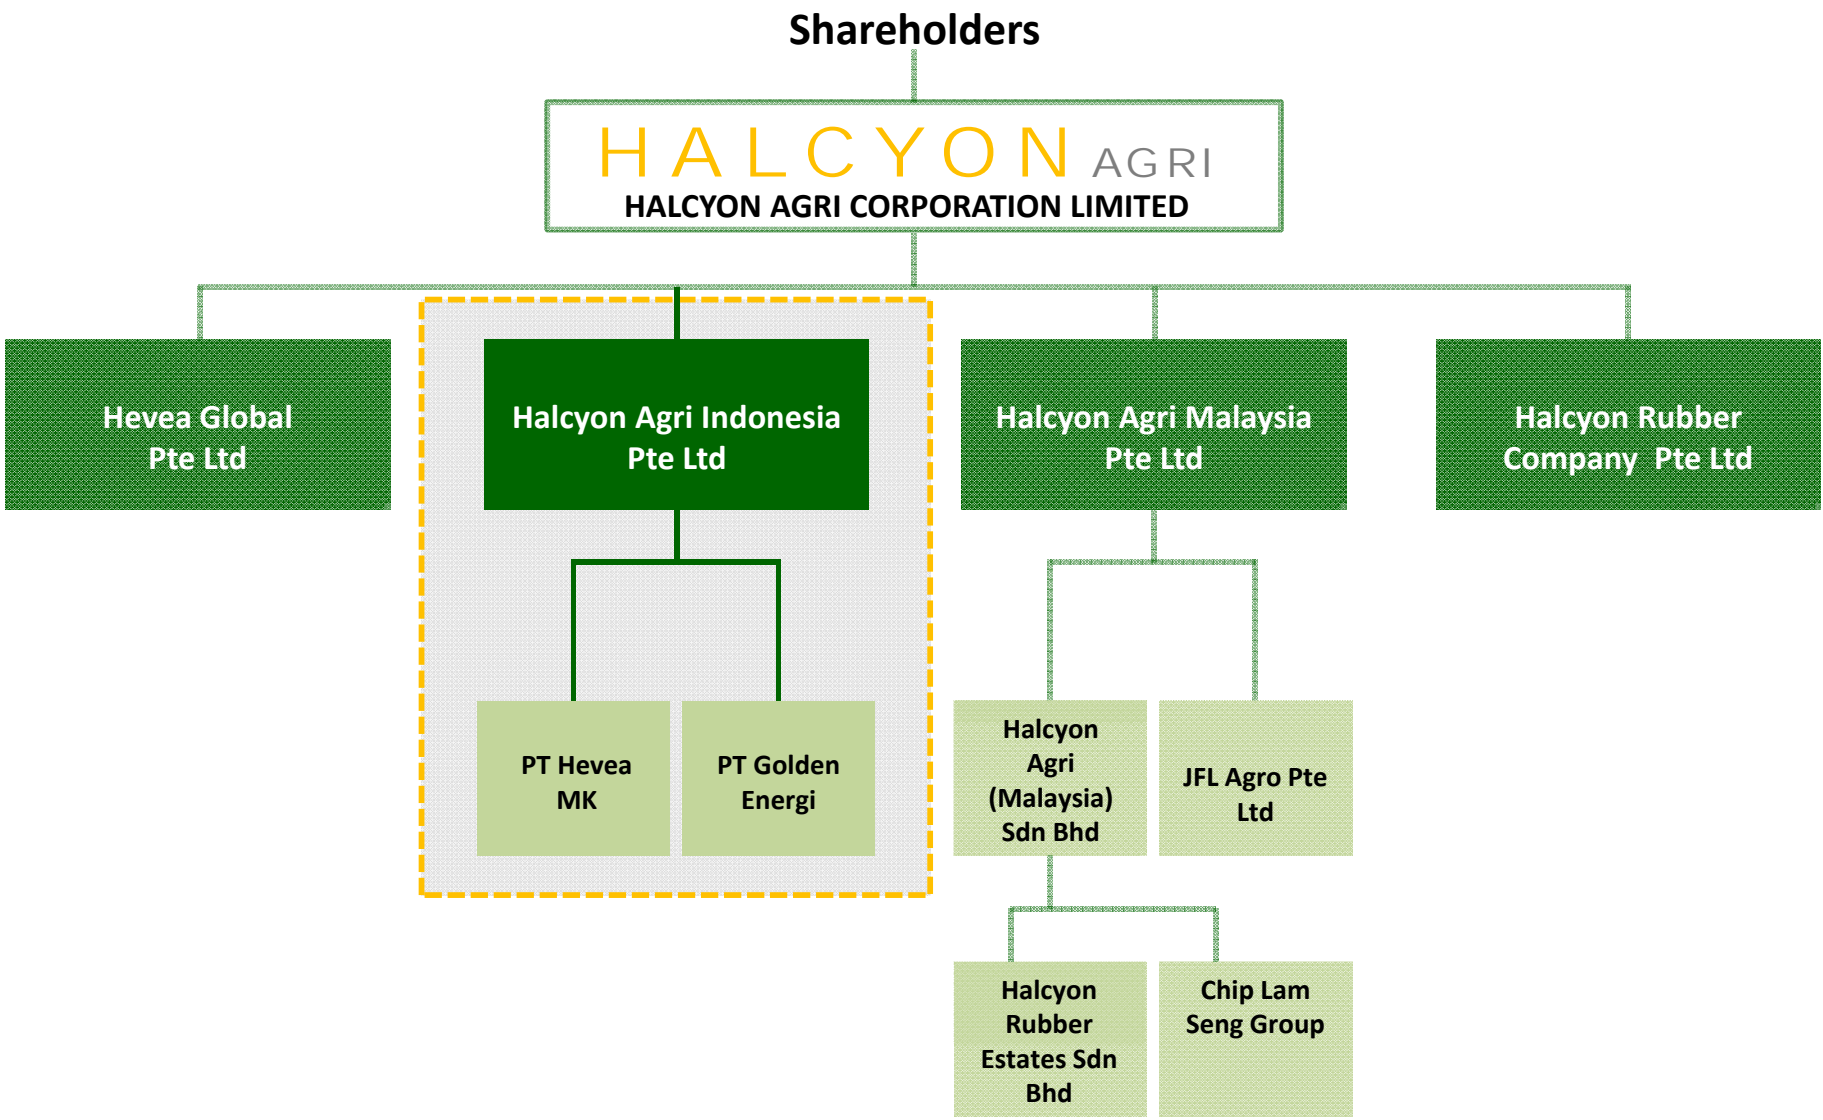 Shareholders
HALCYON AGRI
HALCYON AGRI CORPORATION LIMITED
Hevea Global
Pte Ltd
Halcyon Agri Indonesia
Pte Ltd
Halcyon Agri Malaysia
Pte Ltd
Halcyon Rubber
Company Pte Ltd
PT Hevea
MK
PT Golden
Energi
Halcyon
Agri
(Malaysia)
Sdn Bhd
JFL Agro Pte
Ltd
Halcyon
Rubber
Estates Sdn
Bhd
Chip Lam
Seng Group